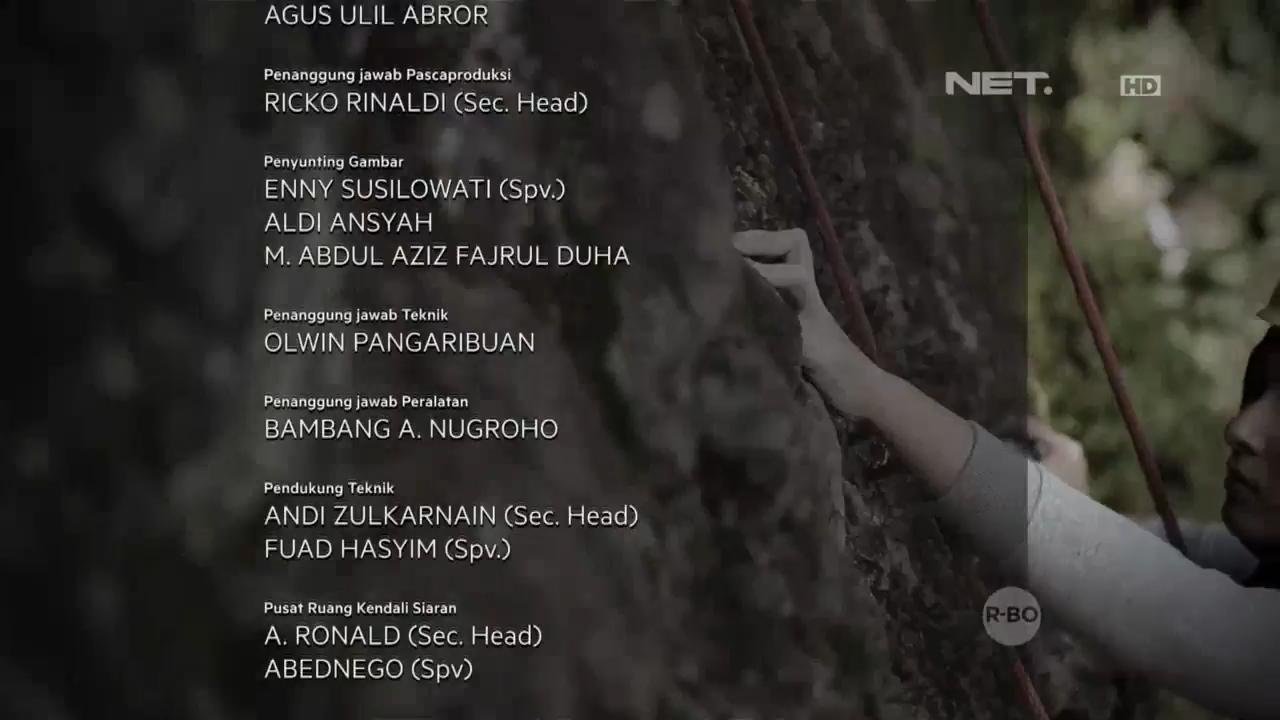 AGUS ULIL ABROR
Penanggung jawab Pascaproduksi
RICKO RINALDI (Sec. Head)
Penyunting Gambar
ENNY SUSILOWATI (Spv.)
ALDI ANSYAH
M. ABDUL AZIZ FAJRUL DUHA
Penanggung jawab Teknik
OLWIN PANGARIBUAN
Penanggung jawab Peralatan
BAMBANG A. NUGROHO
Pendukung Teknik
ANDI ZULKARNAIN (Sec. Head)
FUAD HASYIM (Spv.)
Pusat Ruang Kendali Siaran
A. RONALD (Sec. Head)
ABEDNEGO (Spv)
NET.
HD
R-BO